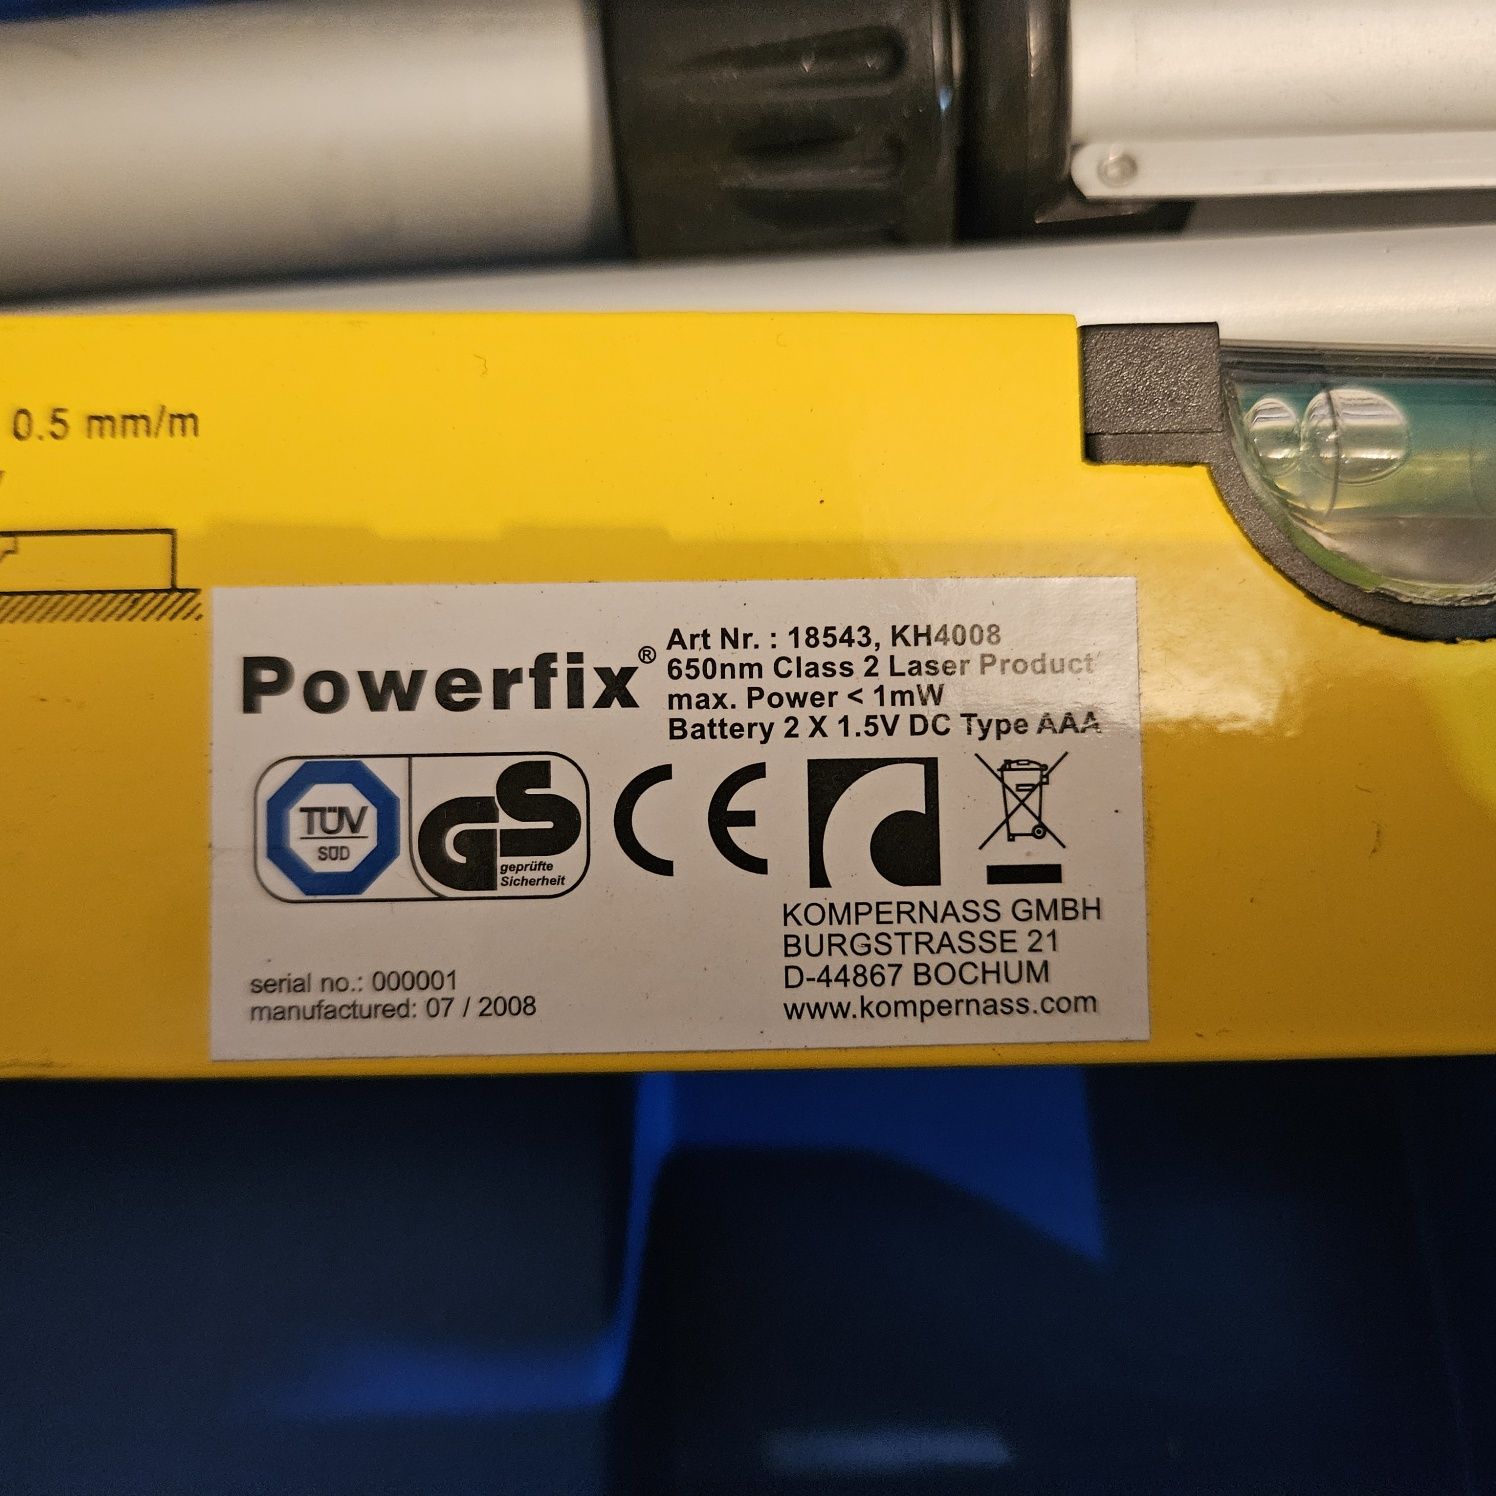 0.5 mm/m
Powerfix®
Art Nr. : 18543, KH4008
650nm Class 2 Laser Product
max. Power < 1mW
Battery 2 X 1.5V DC Type AAA
TÜV
SÜD
GS
geprüfte
Sicherheit
CE
KOMPERNASS GMBH
BURGSTRASSE 21
D-44867 BOCHUM
www.kompernass.com
serial no.: 000001
manufactured: 07 / 2008